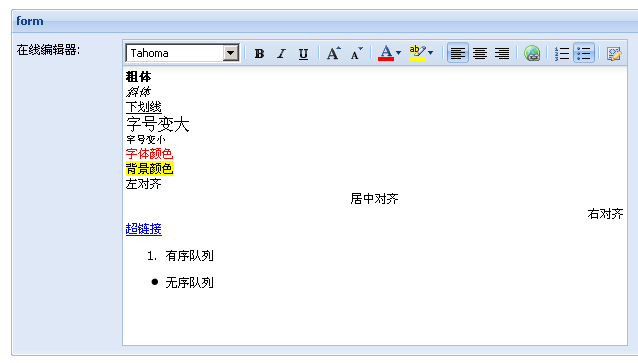 form
在线编辑器:
Tahoma B I U A A A ab
粗体
斜体
下划线
字号变大
字号变小
字体颜色
背景颜色
左对齐
居中对齐
右对齐
超链接
1. 有序队列
● 无序队列